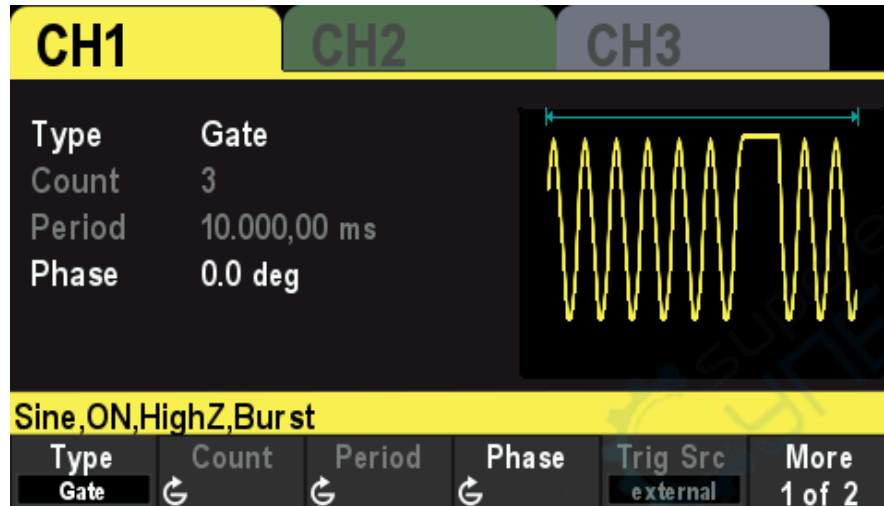 CH1 CH2 CH3
Type Gate
Count 3
Period 10.000,00 ms
Phase 0.0 deg
Sine,ON,HighZ,Burst
Type Count Period Phase Trig Src More
Gate external 1 of 2